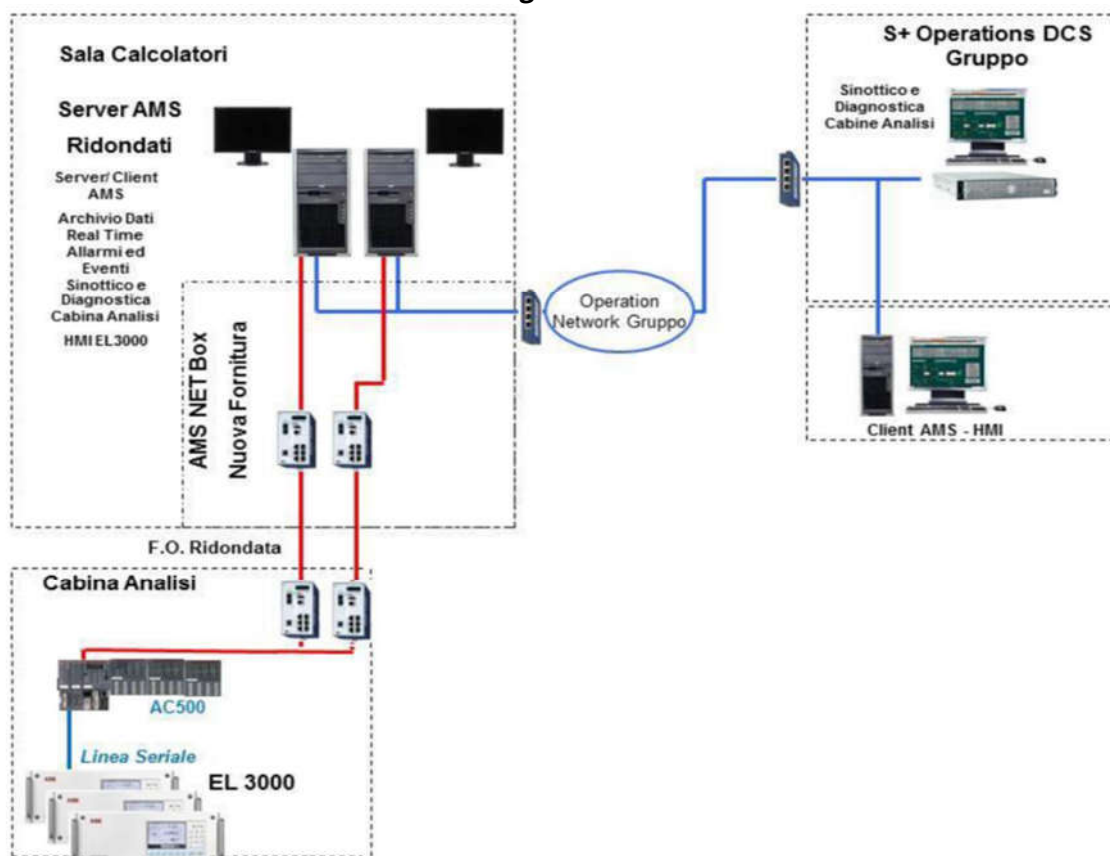 Sala Calcolatori
Server AMS
Ridondati
Server/ Client
AMS
Archivio Dati
Real Time
Allarmi ed
Eventi
Sinottico e
Diagnostica
Cabina Analisi
HMI EL3000
AMS NET Box
Nuova Fornitura
F.O. Ridondata
Operation
Network Gruppo
S+ Operations DCS
Gruppo
Sinottico e
Diagnostica
Cabine Analisi
Client AMS - HMI
Cabina Analisi
AC500
Linea Seriale
EL 3000